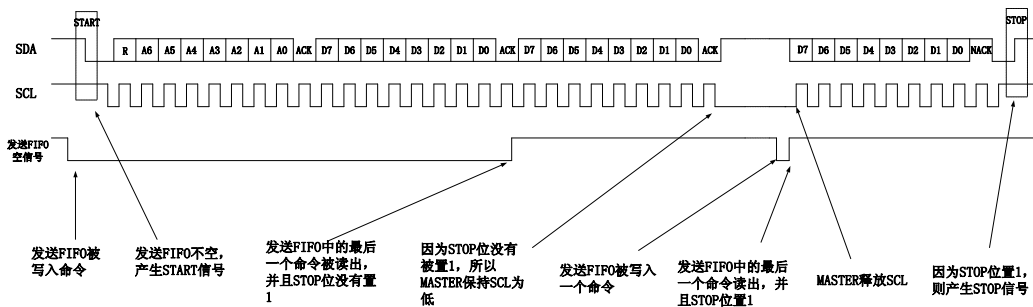 START
STOP
SDA
R A6 A5 A4 A3 A2 A1 A0 ACK D7 D6 D5 D4 D3 D2 D1 D0 ACK D7 D6 D5 D4 D3 D2 D1 D0 ACK D7 D6 D5 D4 D3 D2 D1 D0 NACK
SCL
发送FIFO
空信号
发送FIFO被
写入命令
发送FIFO不空,
产生START信号
发送FIFO中的最后
一个命令被读出,
并且STOP位没有置
1
因为STOP位没有
被置1，所以
MASTER保持SCL为
低
发送FIFO被写入
一个命令
发送FIFO中的最后
一个命令读出，并
且STOP位置1
MASTER释放SCL
因为STOP位置1,
则产生STOP信号